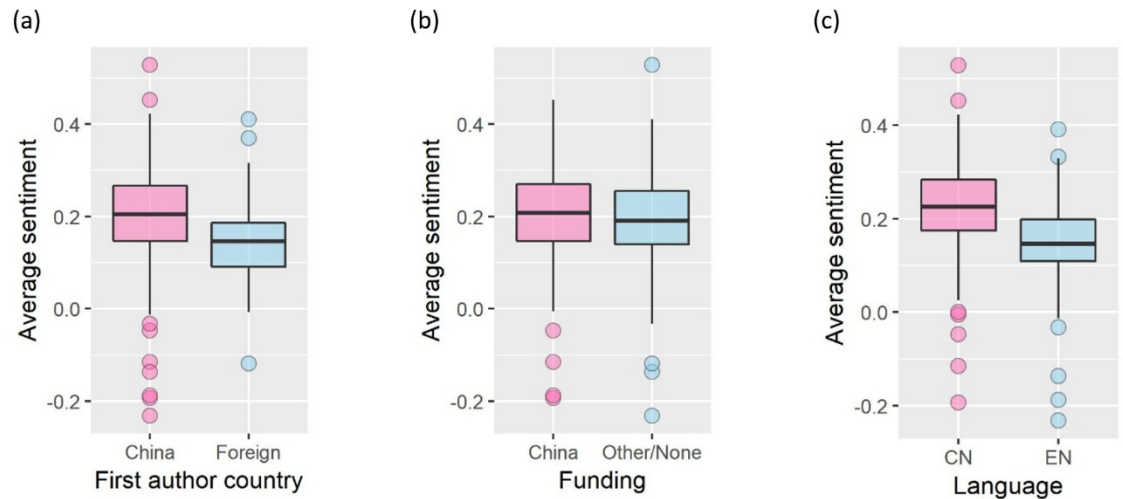 (a)
Average sentiment
0.4
0.2
0.0
-0.2
China Foreign
First author country
(b)
Average sentiment
0.4
0.2
0.0
-0.2
China Other/None
Funding
(c)
Average sentiment
0.4
0.2
0.0
-0.2
CN EN
Language